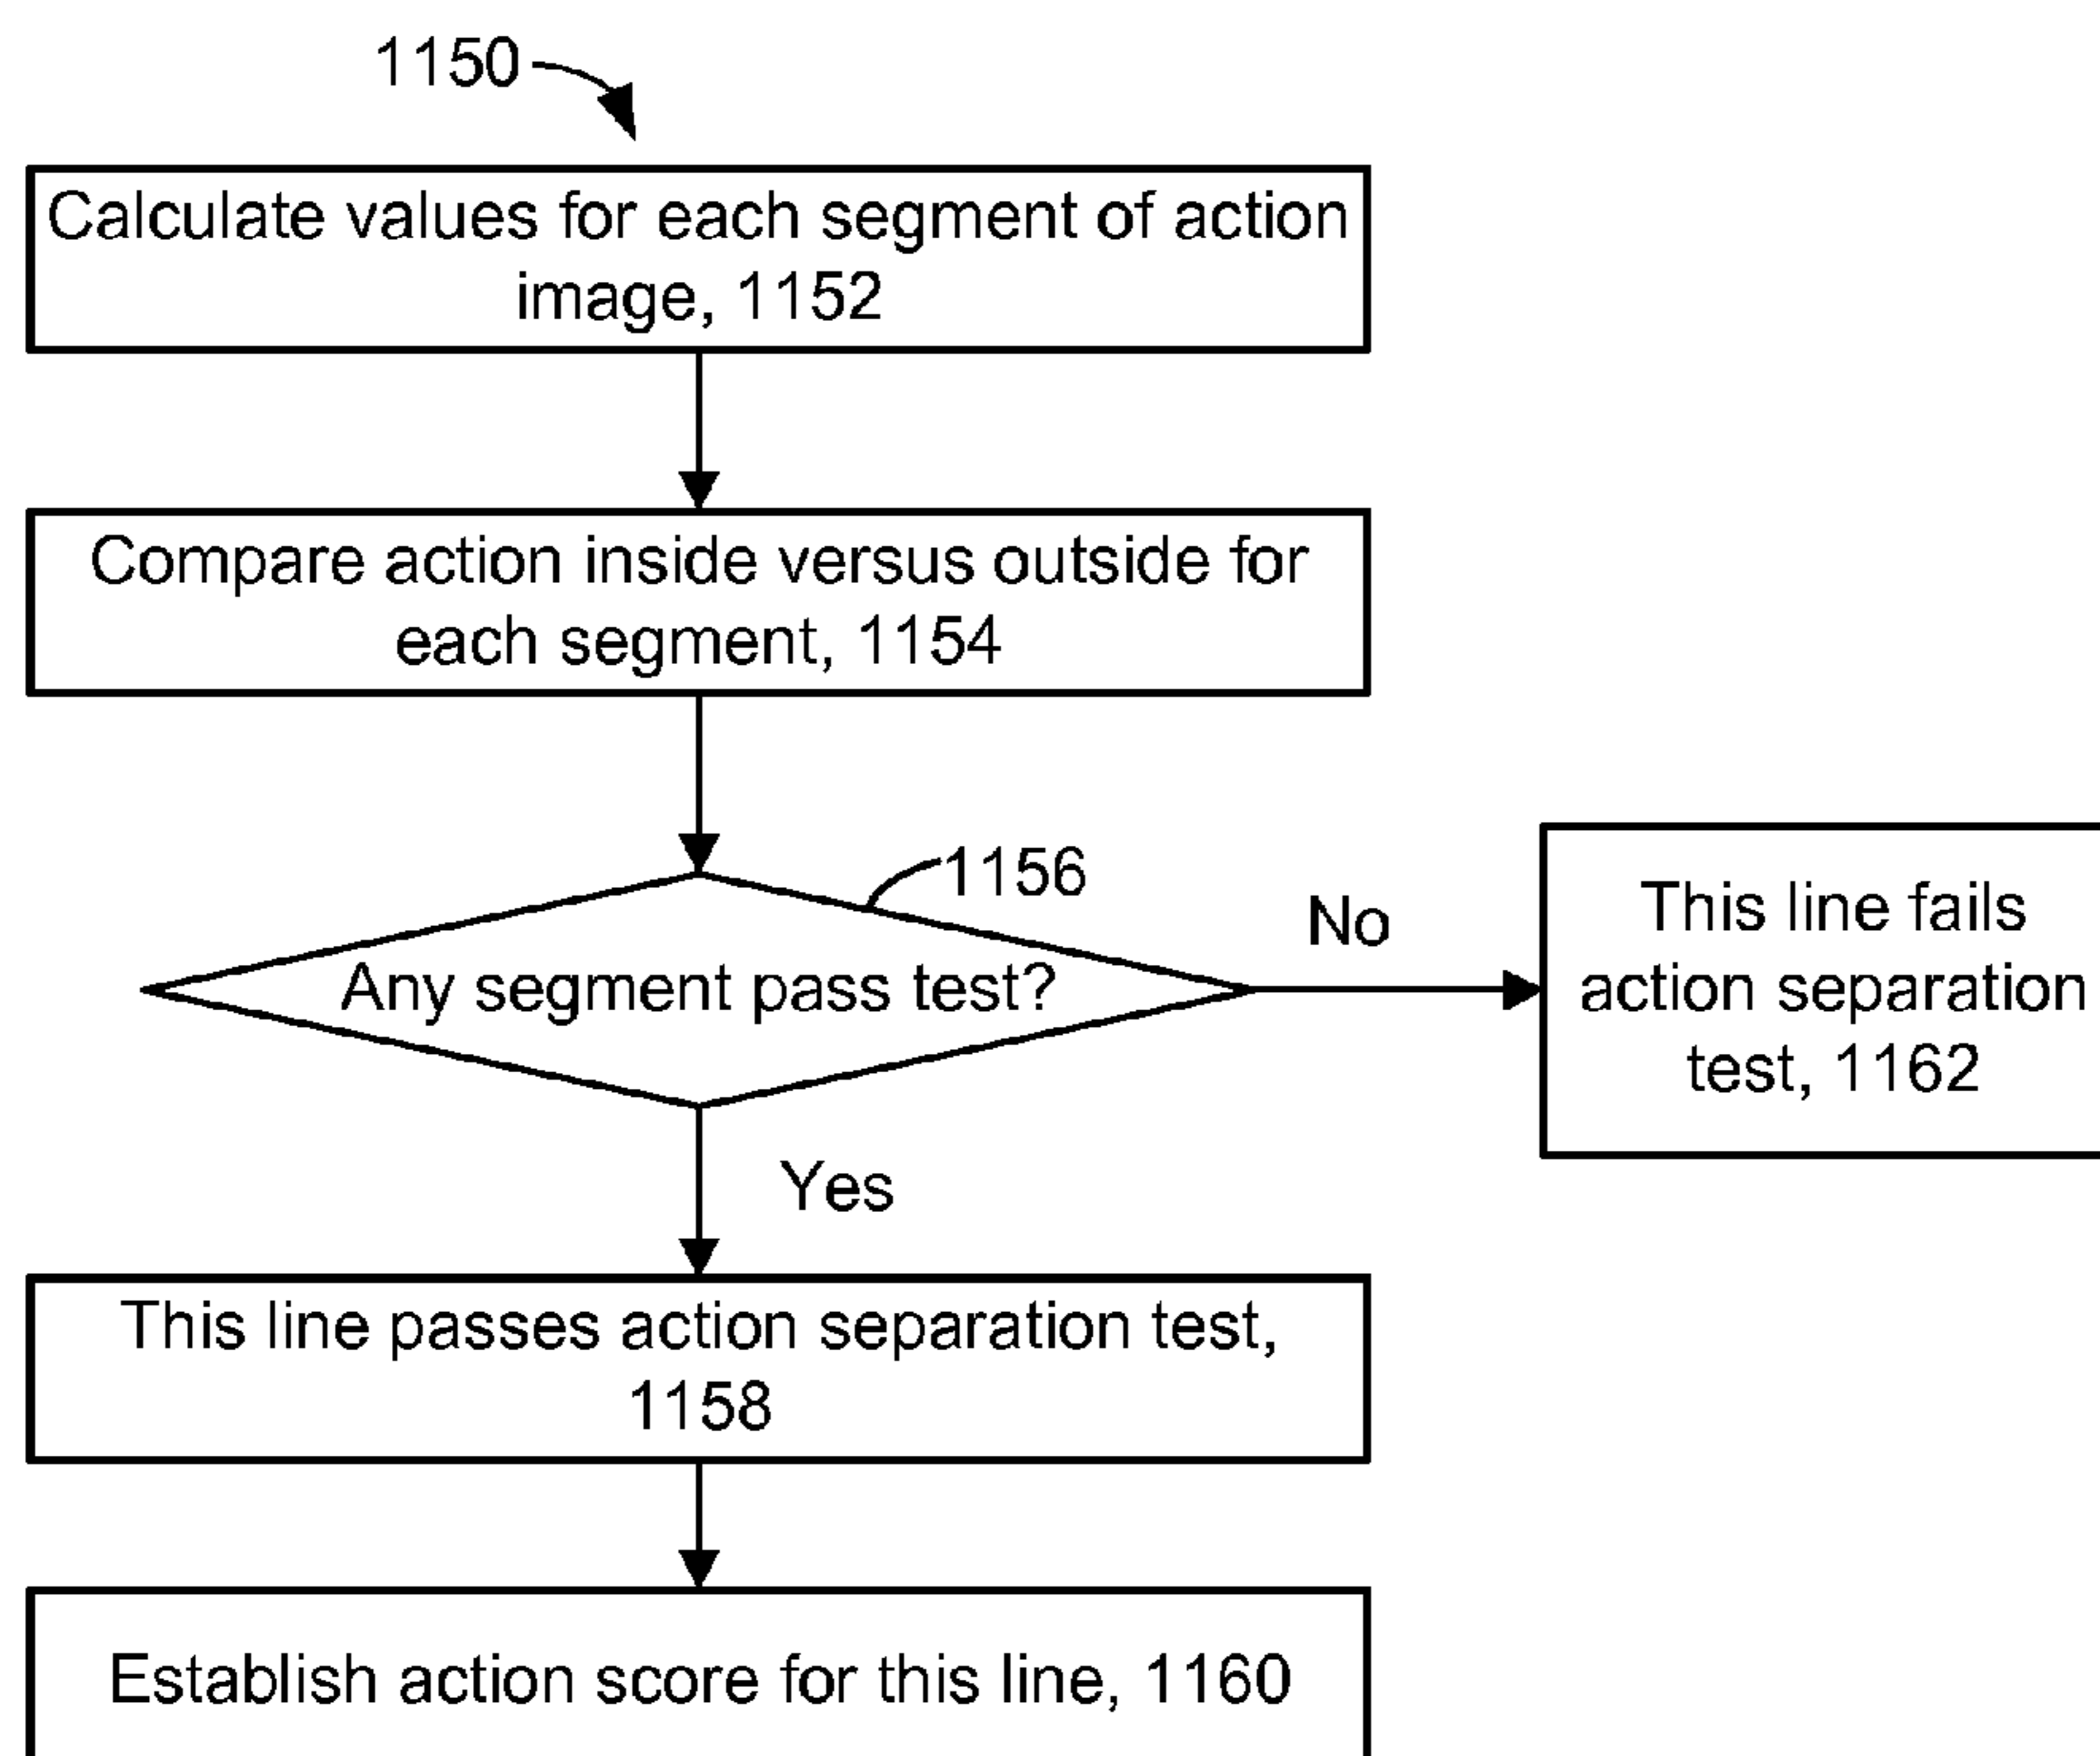 1150
Calculate values for each segment of action
image, 1152
Compare action inside versus outside for
each segment, 1154
1156
Any segment pass test?
No
This line fails
action separation
test, 1162
Yes
This line passes action separation test,
1158
Establish action score for this line, 1160